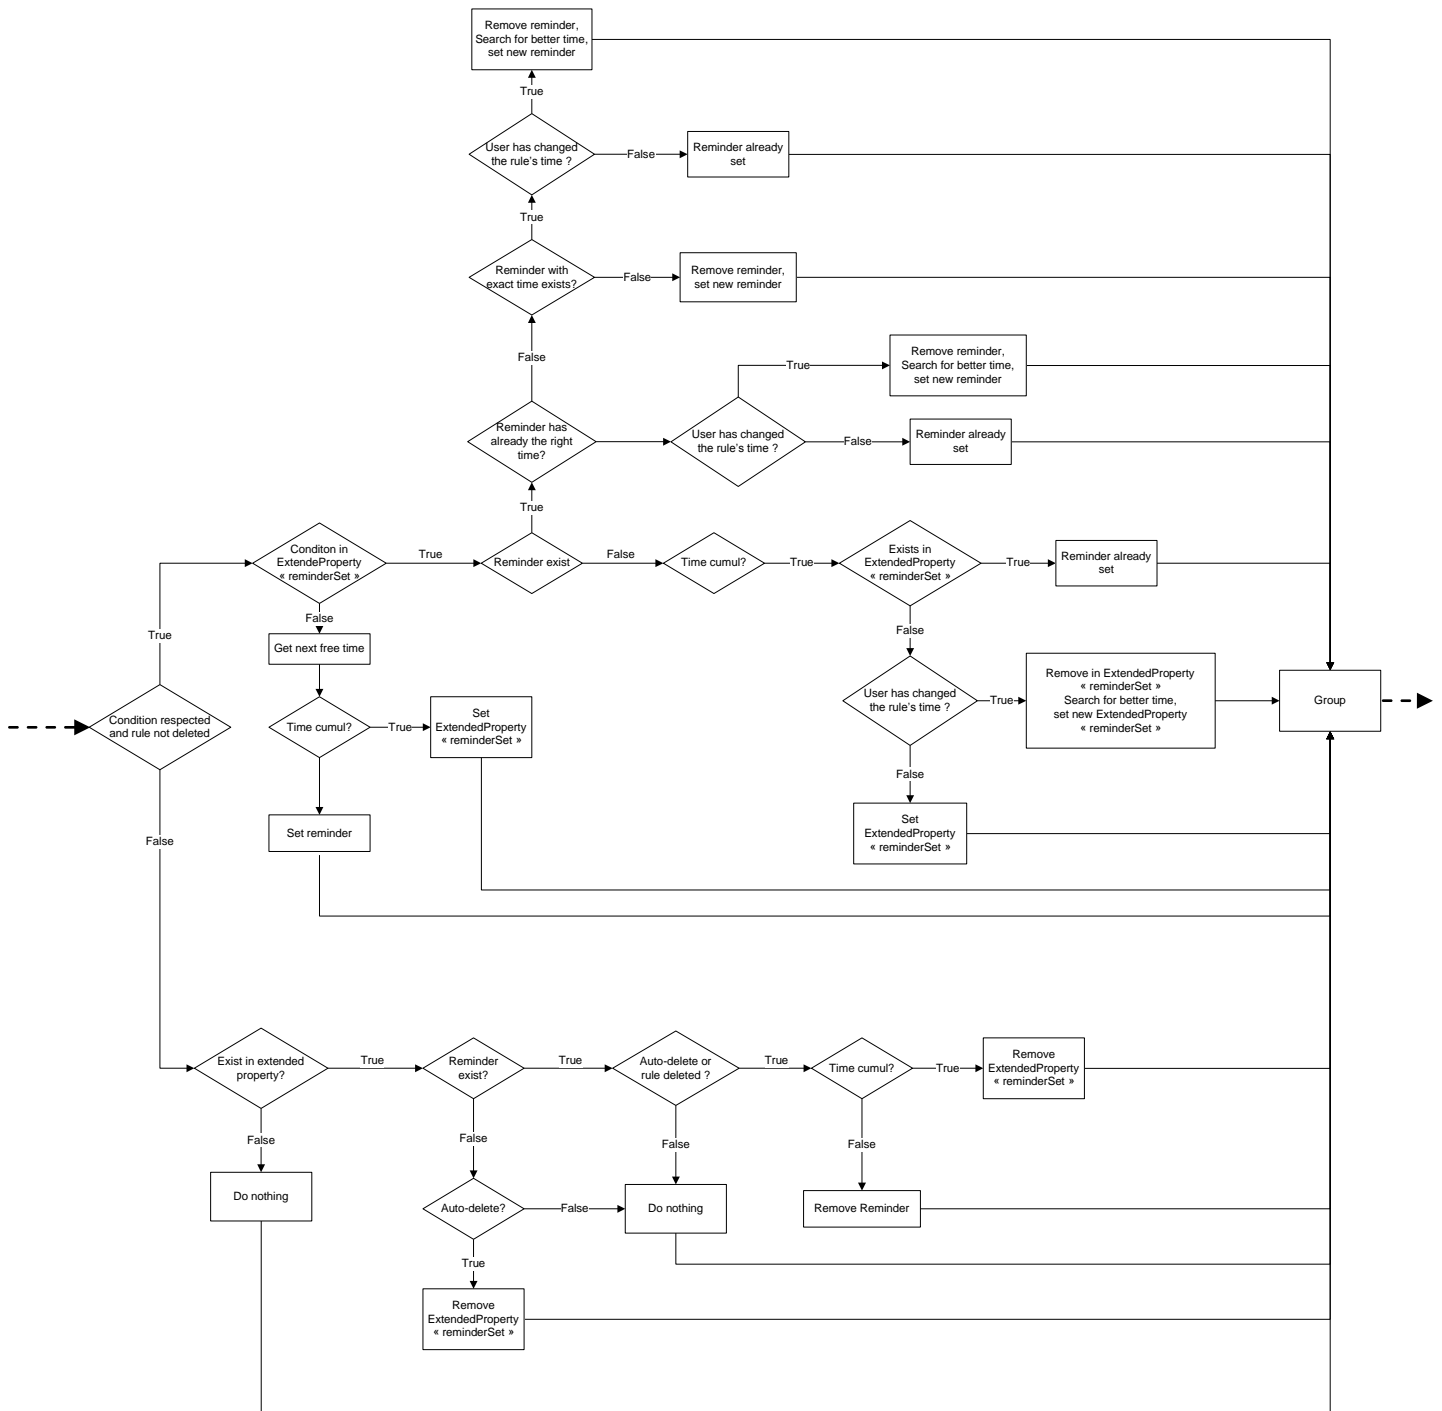 Remove reminder,
Search for better time,
set new reminder
True
User has changed
the rule's time ?
False
Reminder already
set
True
Reminder with
exact time exists?
False
Remove reminder,
set new reminder
False
Remove reminder,
Search for better time,
set new reminder
True
Reminder has
already the right
time?
User has changed
the rule's time ?
False
Reminder already
set
True
Conditon in
ExtendeProperty
« reminderSet »
True
Reminder exist
False
Time cumul?
True
Exists in
ExtendedProperty
« reminderSet »
True
Reminder already
set
False
True
False
Get next free time
Condition respected
and rule not deleted
Time cumul?
True
Set
ExtendedProperty
« reminderSet »
User has changed
the rule's time ?
True
Remove in ExtendedProperty
« reminderSet »
Search for better time,
set new ExtendedProperty
« reminderSet »
Group
False
Set reminder
Set
ExtendedProperty
« reminderSet »
False
Exist in extended
property?
True
Reminder
exist?
True
Auto-delete or
rule deleted ?
True
Time cumul?
True
Remove
ExtendedProperty
« reminderSet »
False
False
False
False
Do nothing
Auto-delete?
False
Do nothing
Remove Reminder
True
Remove
ExtendedProperty
« reminderSet »